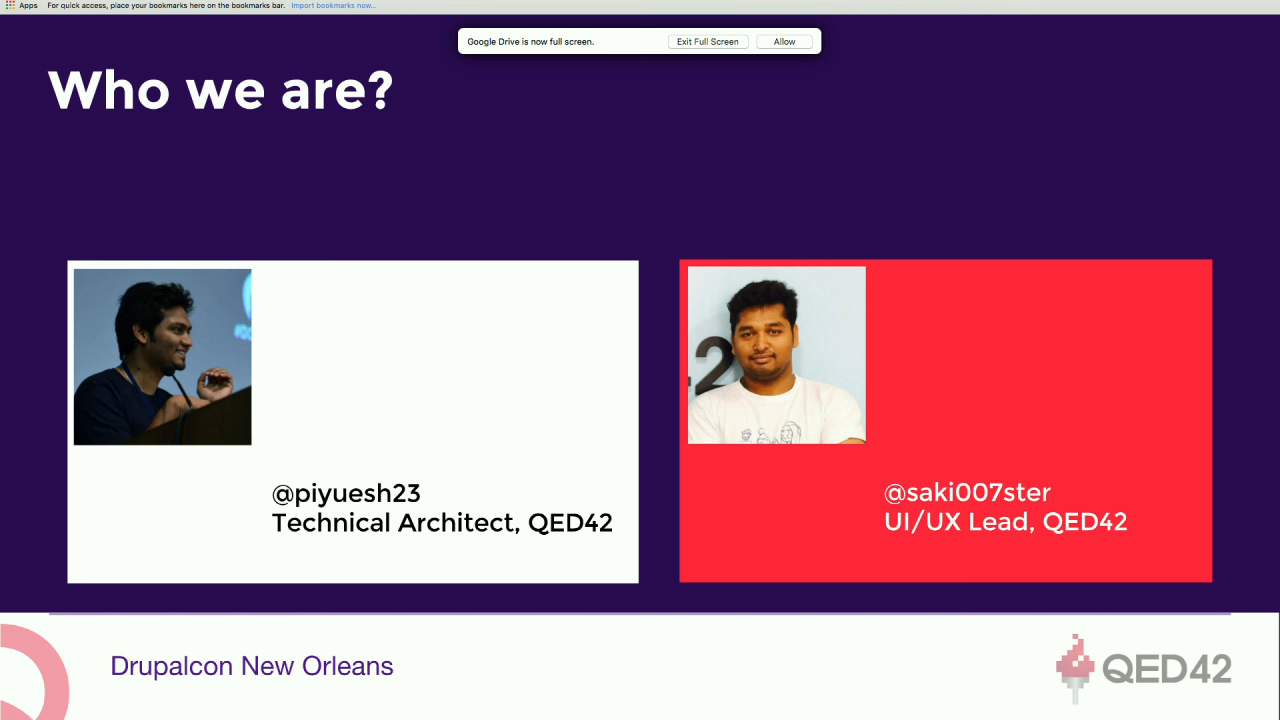 Apps For quick access, place your bookmarks here on the bookmarks bar. Import bookmarks now...
Google Drive is now full screen. Exit Full Screen Allow
Who we are?
@piyuesh23
Technical Architect, QED42
@saki007ster
UI/UX Lead, QED42
Drupalcon New Orleans
QED42